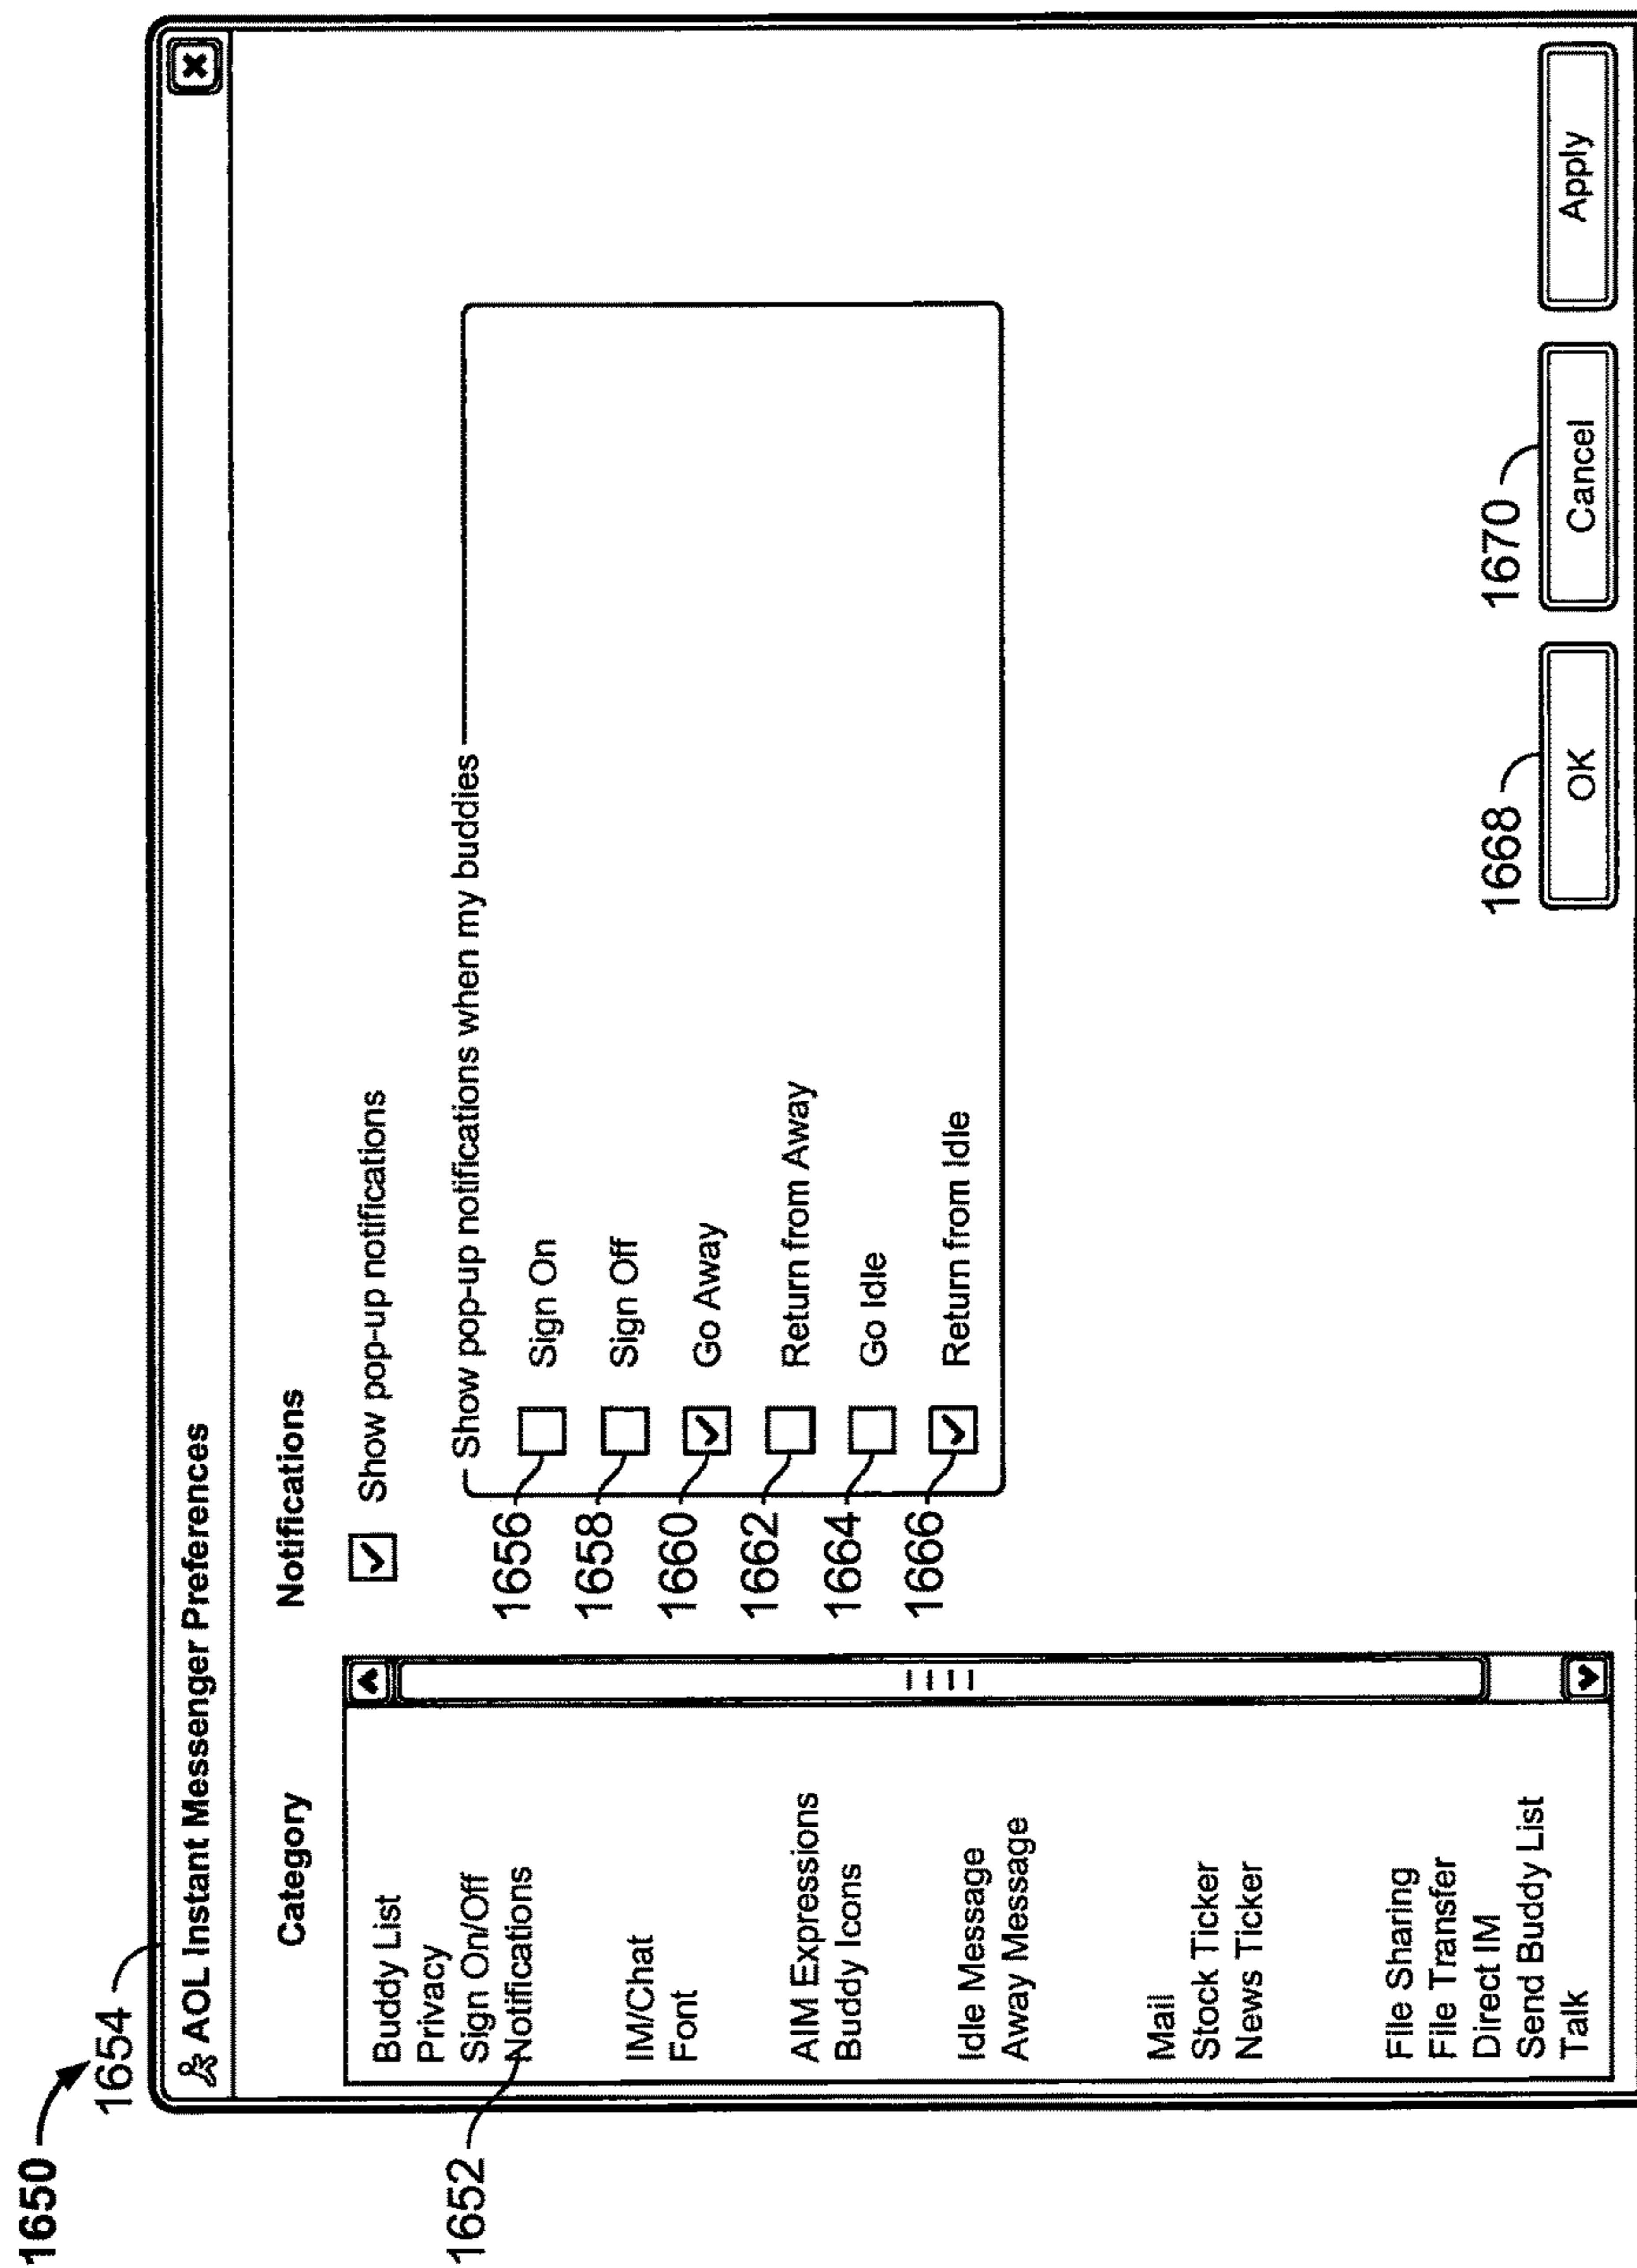 1650
1654
AOL Instant Messenger Preferences
Category
Buddy List
Privacy
Sign On/Off
Notifications
1652
IM/Chat
Font
AIM Expressions
Buddy Icons
Idle Message
Away Message
Mail
Stock Ticker
News Ticker
File Sharing
File Transfer
Direct IM
Send Buddy List
Talk
Notifications
Show pop-up notifications
Show pop-up notifications when my buddies
1656 Sign On
1658 Sign Off
1660 Go Away
1662 Return from Away
1664 Go Idle
1666 Return from Idle
1668 1670
OK Cancel Apply